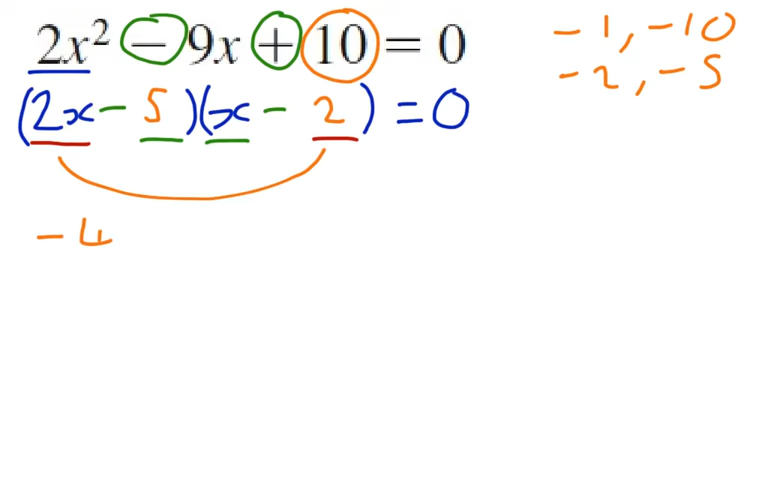 2x² − 9x + 10 = 0
− 1, − 10
(2x − 5)(x − 2) = 0
− 2, − 5
− 4